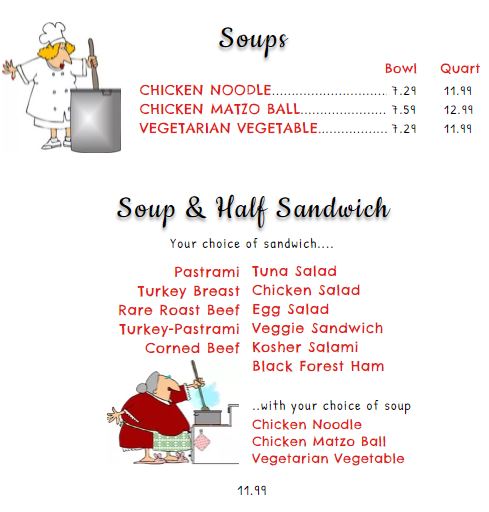 Soups
Bowl Quart
CHICKEN NOODLE............................ 7.29 11.99
CHICKEN MATZO BALL..................... 7.59 12.99
VEGETARIAN VEGETABLE................. 7.29 11.99
Soup & Half Sandwich
Your choice of sandwich....
Pastrami Tuna Salad
Turkey Breast Chicken Salad
Rare Roast Beef Egg Salad
Turkey-Pastrami Veggie Sandwich
Corned Beef Kosher Salami
Black Forest Ham
..with your choice of soup
Chicken Noodle
Chicken Matzo Ball
Vegetarian Vegetable
11.99